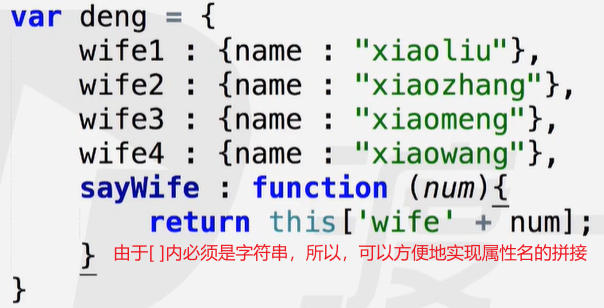 var deng = {
    wife1 : {name : "xiaoliu"},
    wife2 : {name : "xiaozhang"},
    wife3 : {name : "xiaomeng"},
    wife4 : {name : "xiaowang"},
    sayWife : function (num){
        return this['wife' + num];
    } 由于[ ]内必须是字符串，所以，可以方便地实现属性名的拼接
}